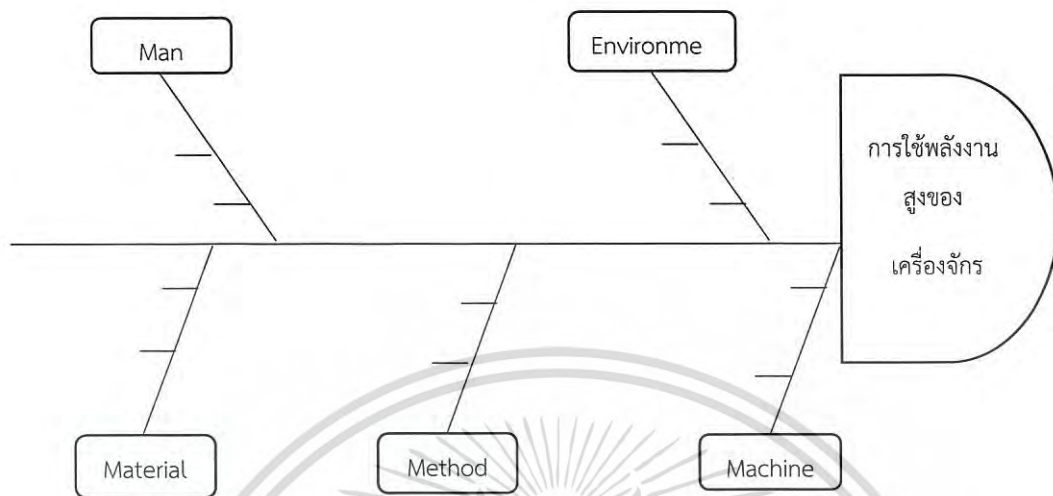 Man
Environme
การใช้พลังงาน
สูงของ
เครื่องจักร
Material
Method
Machine